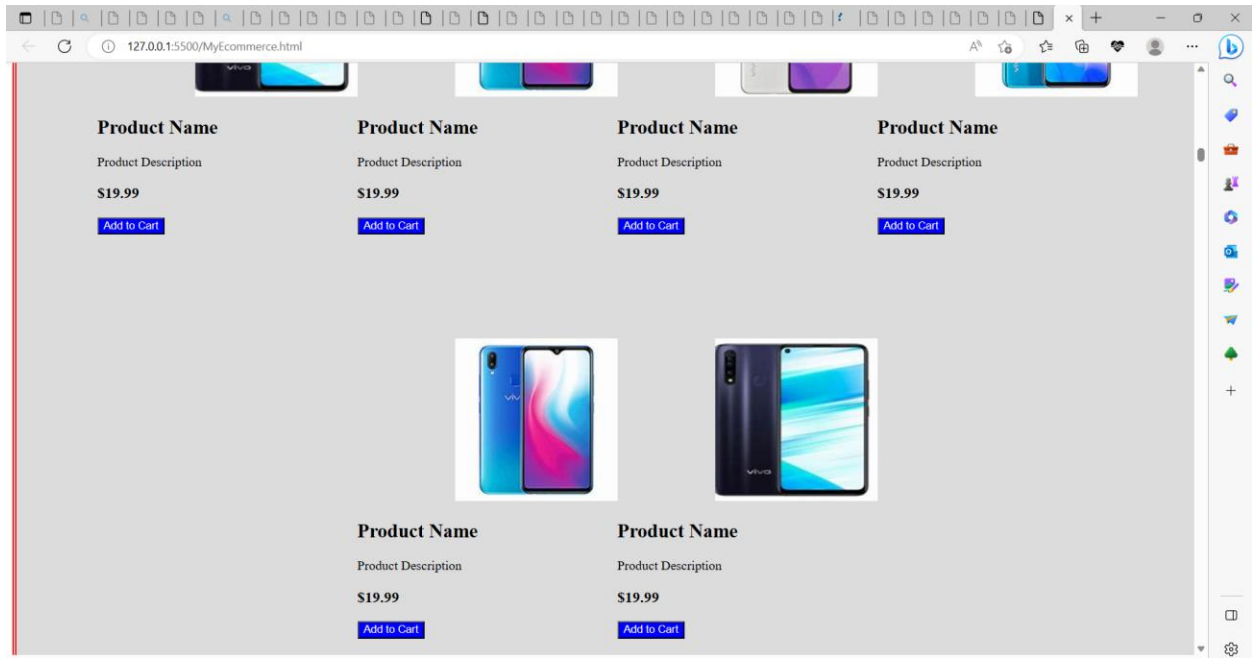 127.0.0.1:5500/MyEcommerce.html
vivo
Product Name Product Name Product Name Product Name
Product Description Product Description Product Description Product Description
$19.99 $19.99 $19.99 $19.99
Add to Cart Add to Cart Add to Cart Add to Cart
vivo
Product Name Product Name
Product Description Product Description
$19.99 $19.99
Add to Cart Add to Cart